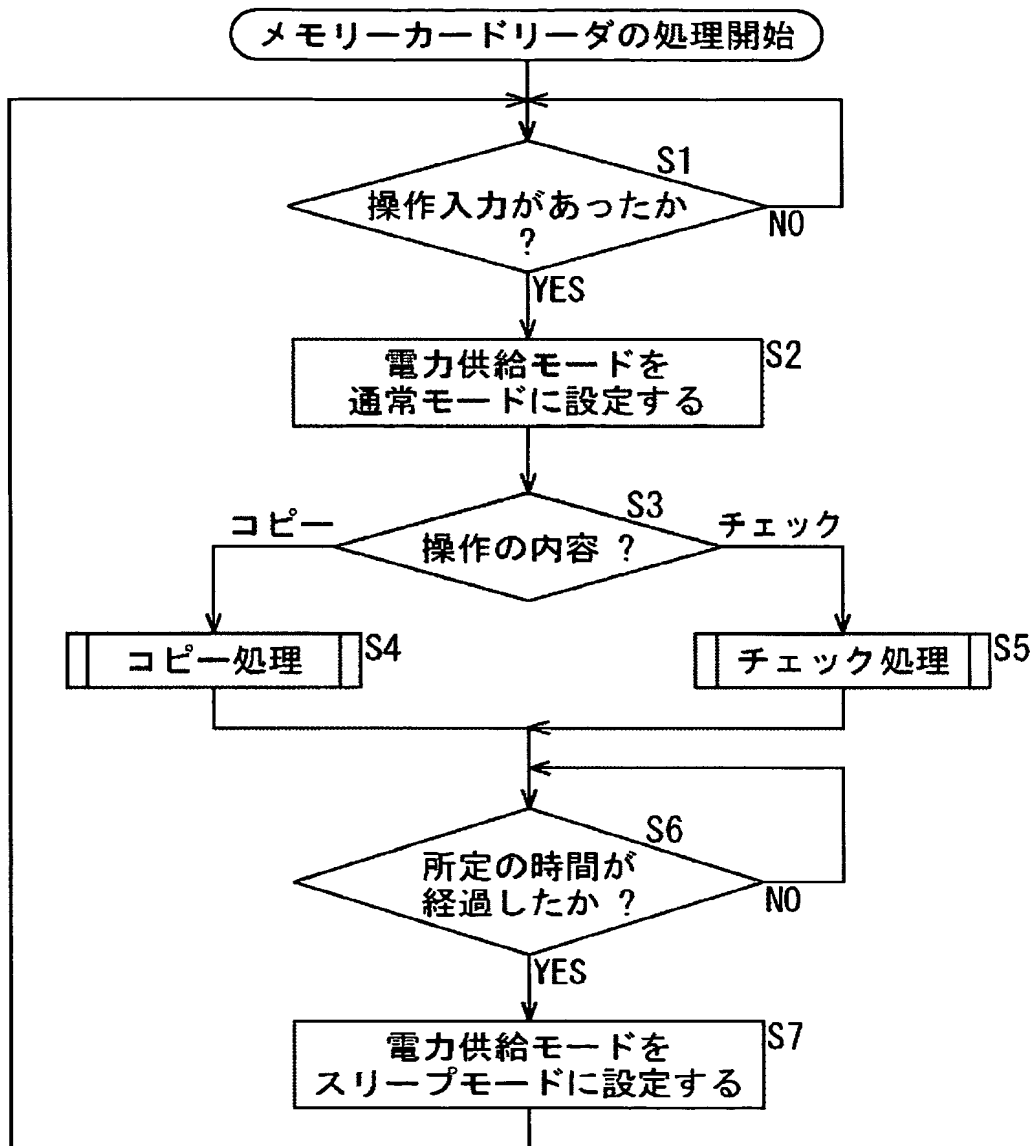 メモリーカードリーダの処理開始
S1
操作入力があったか
?
NO
YES
S2
電力供給モードを
通常モードに設定する
S3
コピー
チェック
操作の内容 ?
コピー処理
S4
チェック処理
S5
S6
所定の時間が
経過したか ?
NO
YES
S7
電力供給モードを
スリープモードに設定する